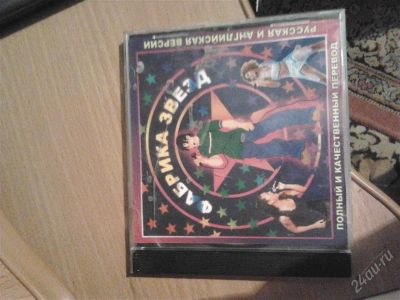 ФАБРИКА ЗВЕЗД
РУССКАЯ И АНГЛИЙСКАЯ ВЕРСИИ
ПОЛНЫЙ И КАЧЕСТВЕННЫЙ ПЕРЕВОД
24au.ru